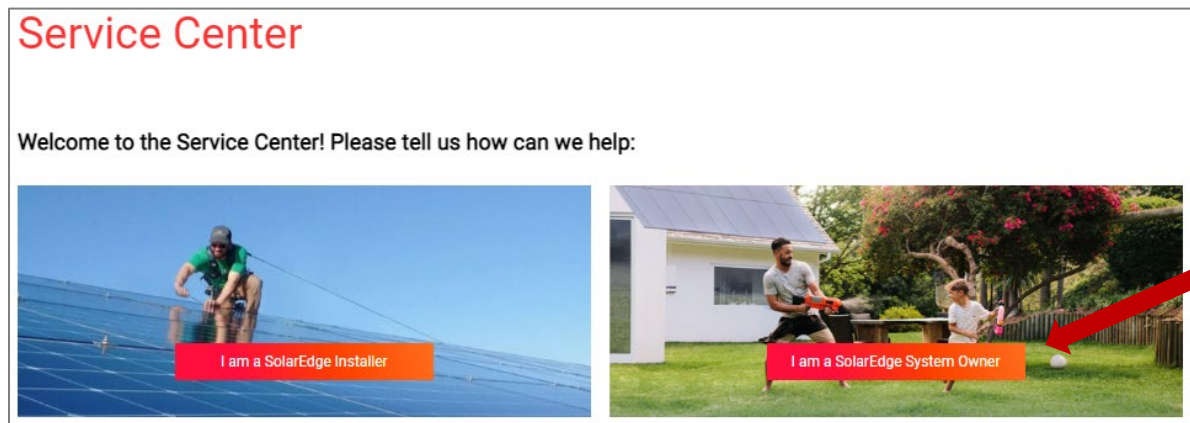 Service Center
Welcome to the Service Center! Please tell us how can we help:
I am a SolarEdge Installer
I am a SolarEdge System Owner